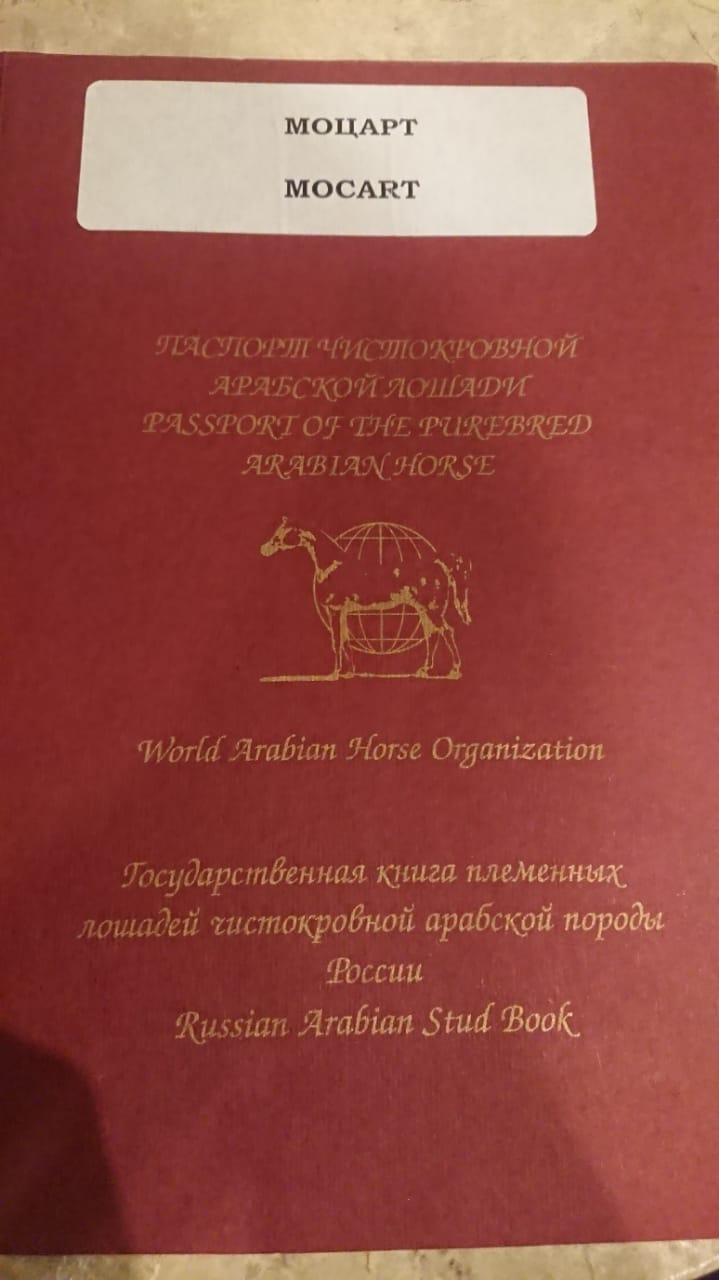 МОЦАРТ
MOCART
ПАСПОРТ ЧИСТОКРОВНОЙ
АРАБСКОЙ ЛОШАДИ
PASSPORT OF THE PUREBRED
ARABIAN HORSE
World Arabian Horse Organization
Государственная книга племенных
лошадей чистокровной арабской породы
России
Russian Arabian Stud Book